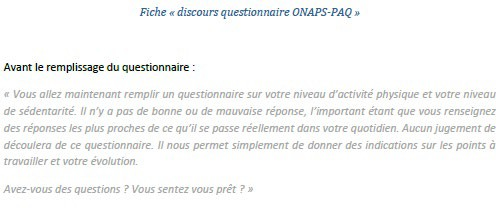 Fiche « discours questionnaire ONAPS-PAQ »
Avant le remplissage du questionnaire :
« Vous allez maintenant remplir un questionnaire sur votre niveau d'activité physique et votre niveau
de sédentarité. Il n'y a pas de bonne ou de mauvaise réponse, l'important étant que vous renseignez
des réponses les plus proches de ce qu'il se passe réellement dans votre quotidien. Aucun jugement de
découlera de ce questionnaire. Il nous permet simplement de donner des indications sur les points à
travailler et votre évolution.
Avez-vous des questions ? Vous sentez vous prêt ? »